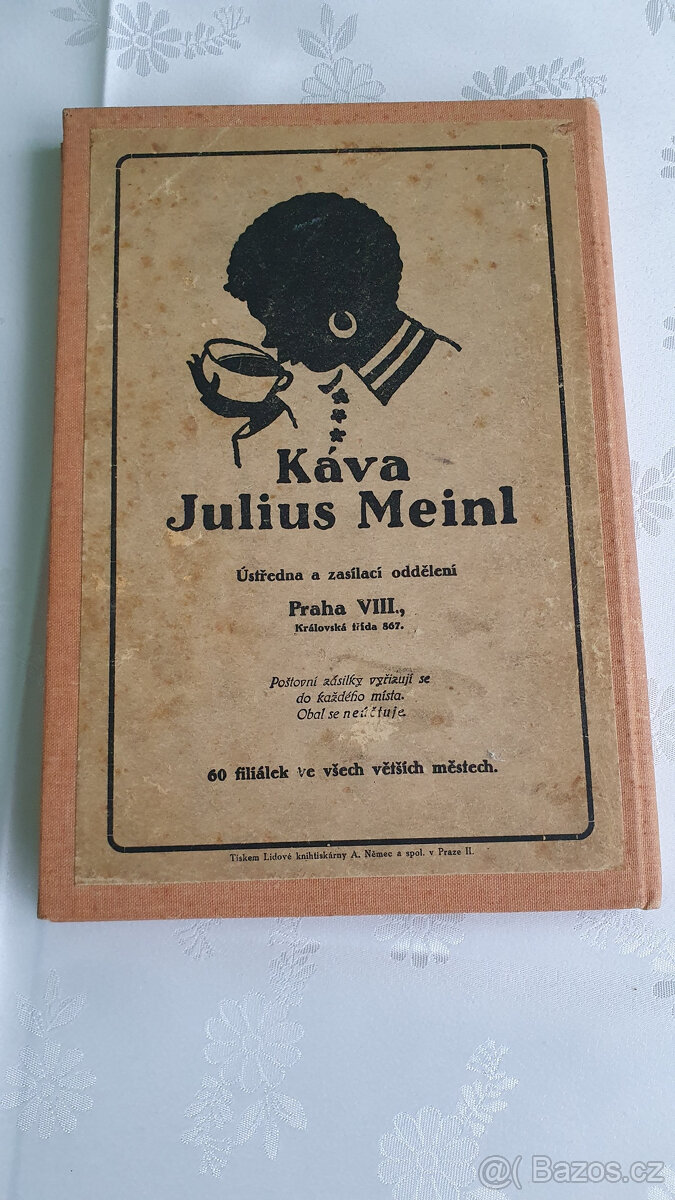 Káva
Julius Meinl
Ústředna a zasílací oddělení
Praha VIII.,
Královská třída 867.
Poštovní zásilky vyřizují se
do každého místa.
Obal se neúčtuje.
60 filiálek ve všech větších městech.
Tiskem Lidové knihtiskárny A. Němec a spol. v Praze II.
@( Bazos.cz